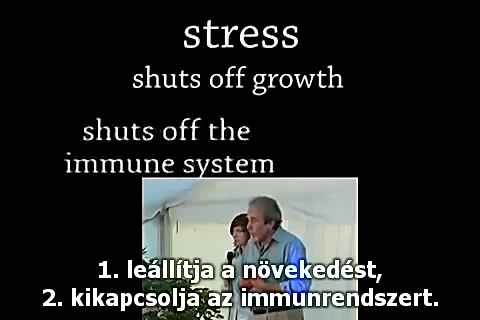 stress
shuts off growth
shuts off the
immune system
1. leállítja a növekedést,
2. kikapcsolja az immunrendszert.